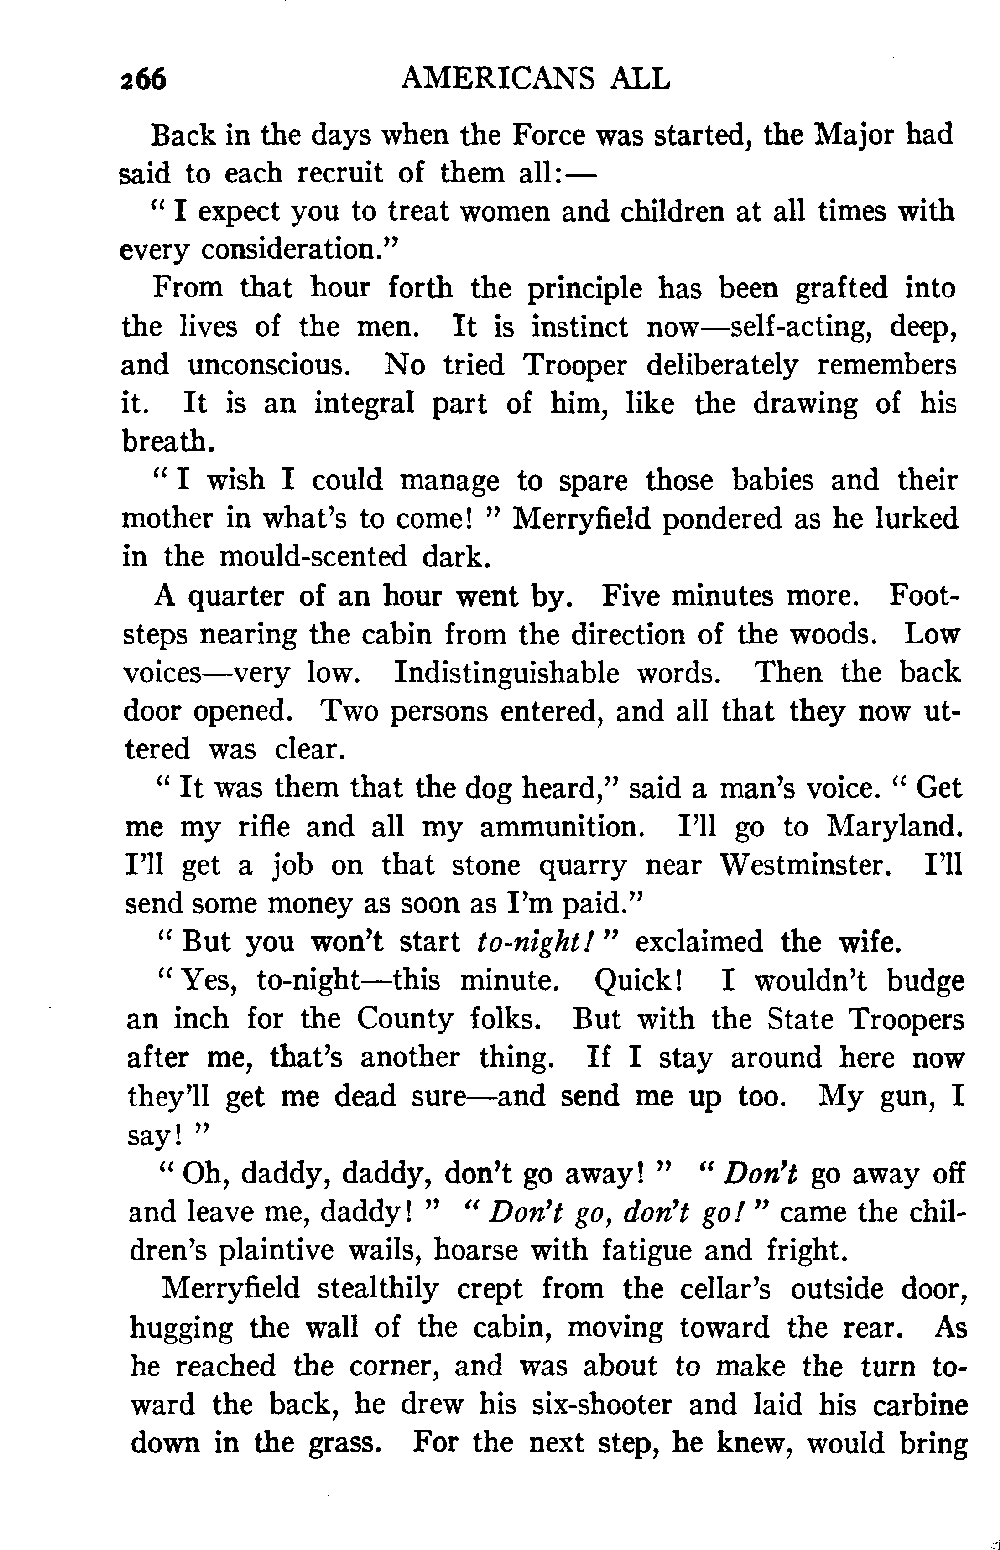 266 AMERICANS ALL
Back in the days when the Force was started, the Major had
said to each recruit of them all:—
“ I expect you to treat women and children at all times with
every consideration.”
From that hour forth the principle has been grafted into
the lives of the men. It is instinct now—self-acting, deep,
and unconscious. No tried Trooper deliberately remembers
it. It is an integral part of him, like the drawing of his
breath.
“ I wish I could manage to spare those babies and their
mother in what’s to come! ” Merryfield pondered as he lurked
in the mould-scented dark.
A quarter of an hour went by. Five minutes more. Foot-
steps nearing the cabin from the direction of the woods. Low
voices—very low. Indistinguishable words. Then the back
door opened. Two persons entered, and all that they now ut-
tered was clear.
“ It was them that the dog heard,” said a man’s voice. “ Get
me my rifle and all my ammunition. I’ll go to Maryland.
I’ll get a job on that stone quarry near Westminster. I’ll
send some money as soon as I’m paid.”
“ But you won’t start to-night! ” exclaimed the wife.
“ Yes, to-night—this minute. Quick! I wouldn’t budge
an inch for the County folks. But with the State Troopers
after me, that’s another thing. If I stay around here now
they’ll get me dead sure—and send me up too. My gun, I
say! ”
“ Oh, daddy, daddy, don’t go away! ” “ Don’t go away off
and leave me, daddy! ” “ Don’t go, don’t go! ” came the chil-
dren’s plaintive wails, hoarse with fatigue and fright.
Merryfield stealthily crept from the cellar’s outside door,
hugging the wall of the cabin, moving toward the rear. As
he reached the corner, and was about to make the turn to-
ward the back, he drew his six-shooter and laid his carbine
down in the grass. For the next step, he knew, would bring